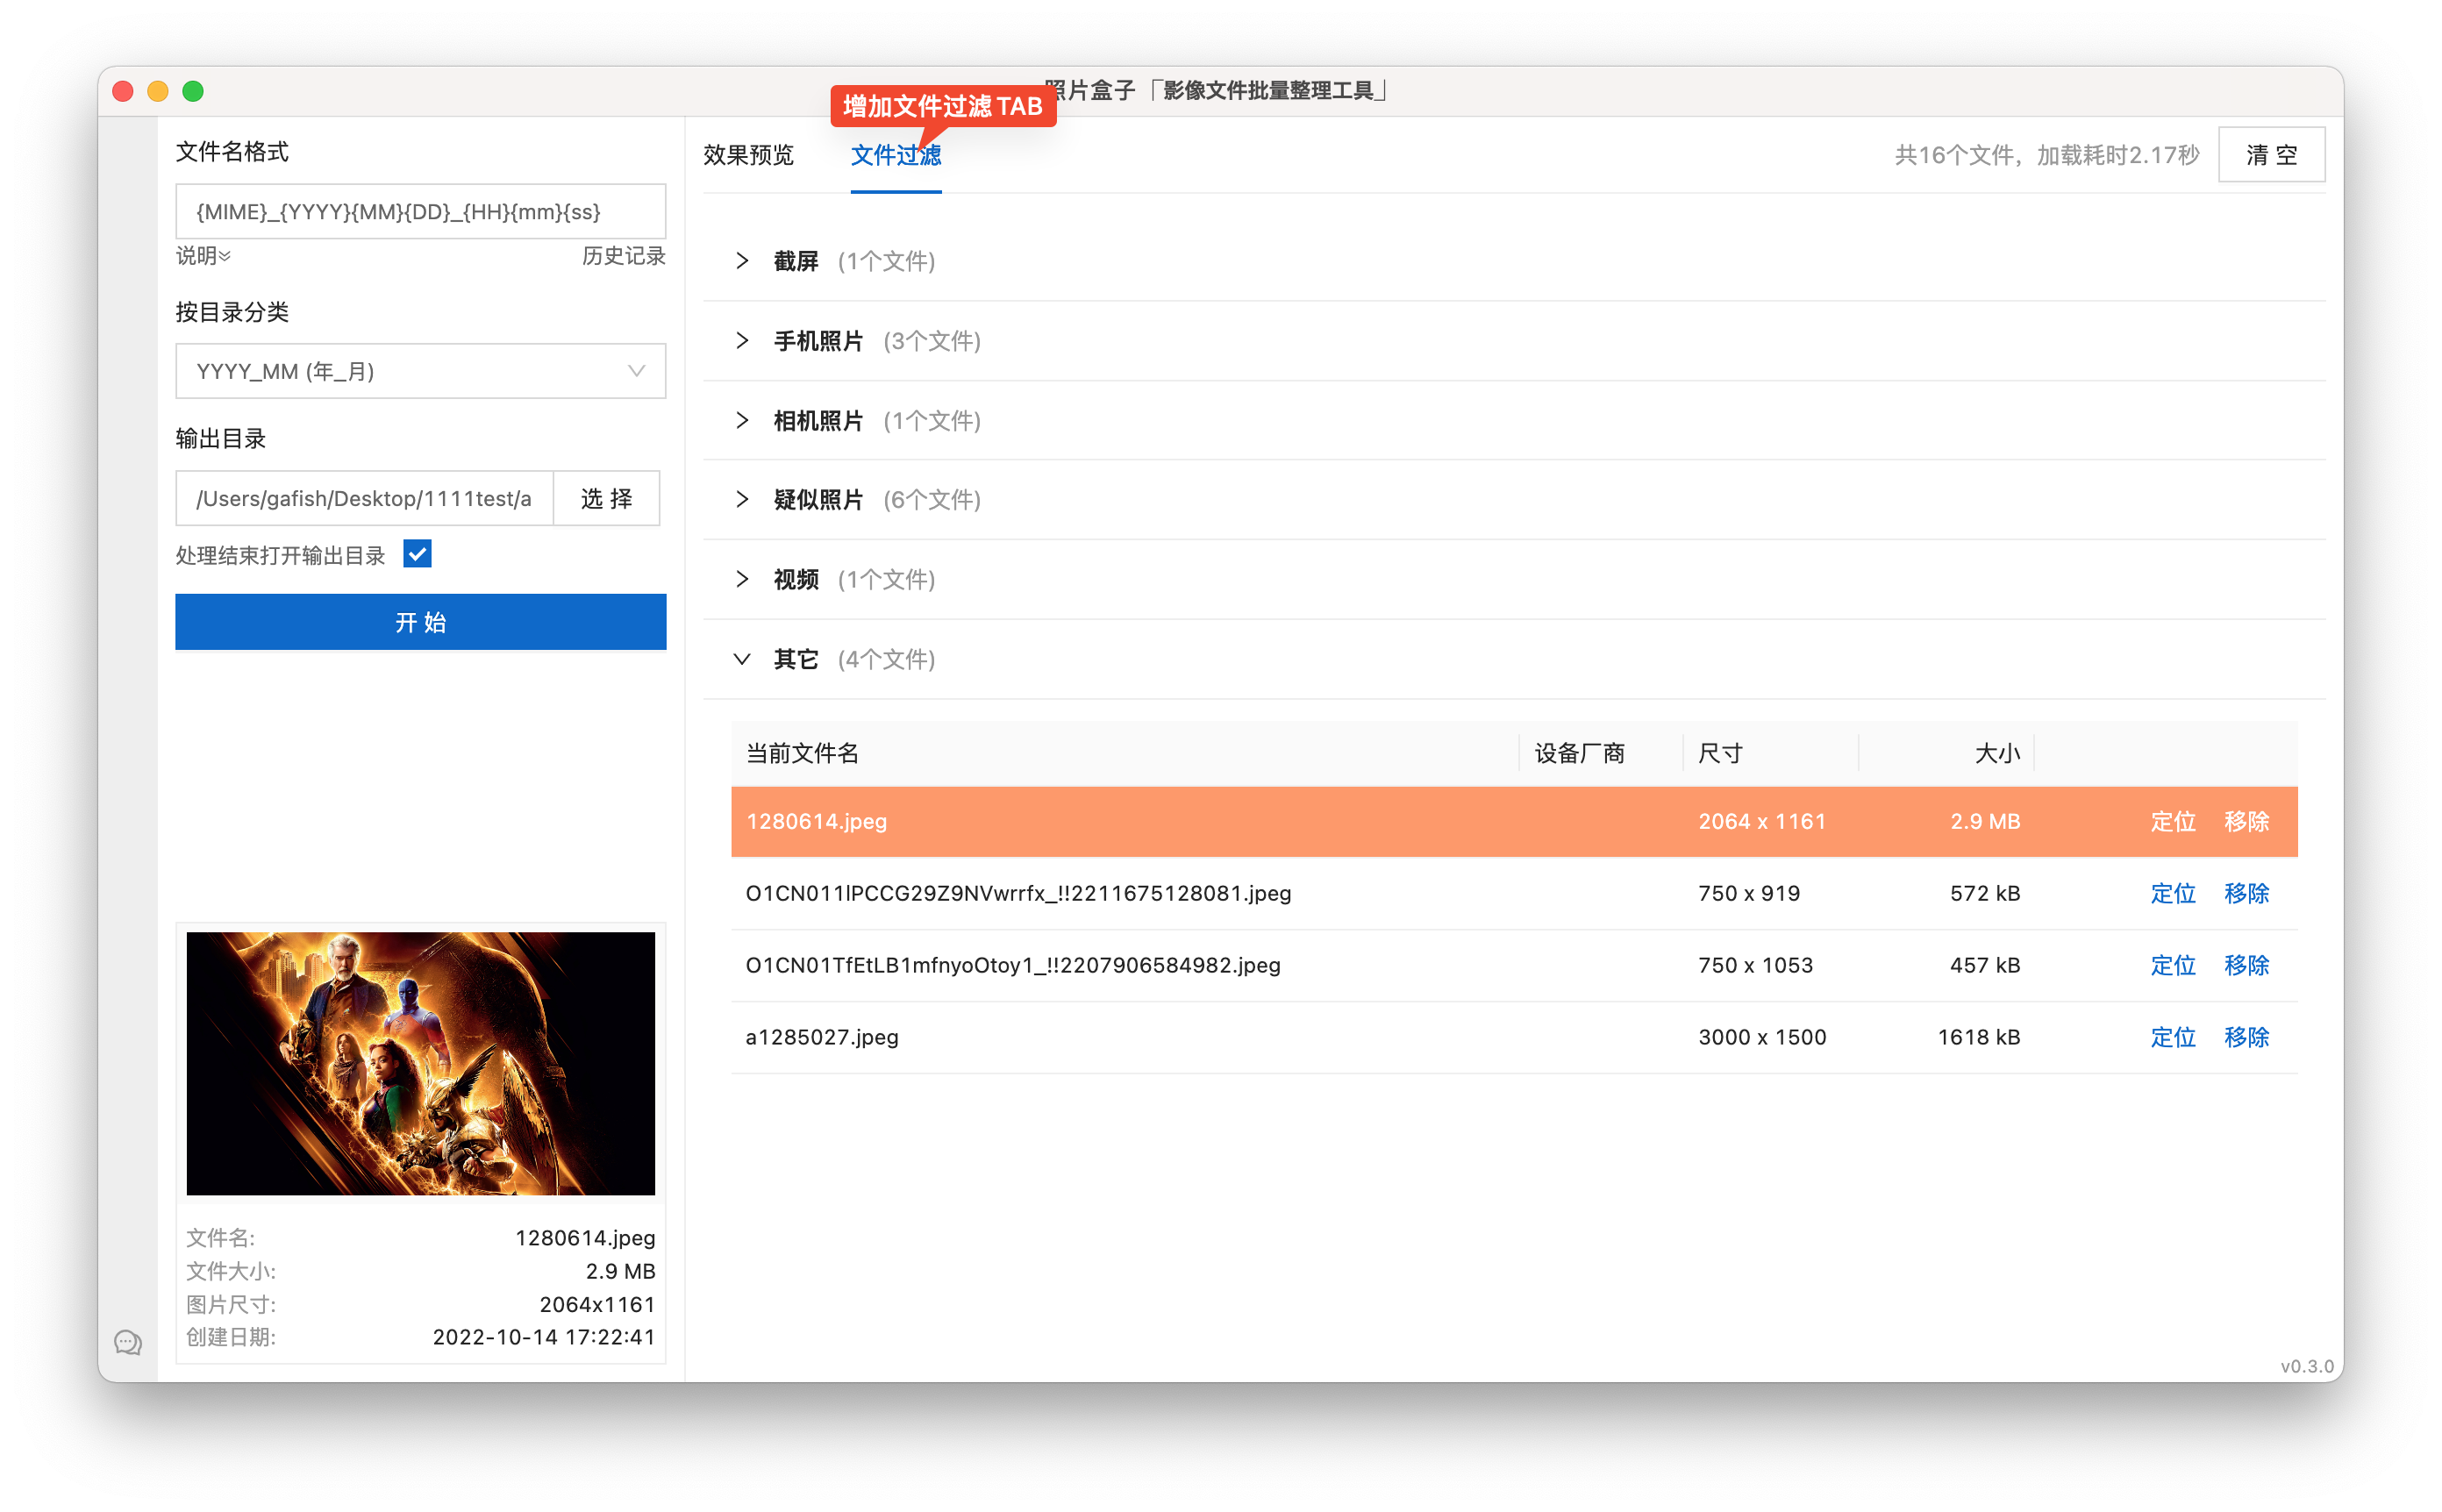 照片盒子「影像文件批量整理工具」
增加文件过滤TAB
文件名格式
{MIME}_{YYYY}{MM}{DD}_{HH}{mm}{ss}
说明
历史记录
按目录分类
YYYY_MM (年_月)
输出目录
/Users/gafish/Desktop/1111test/a
选 择
处理结束打开输出目录
开 始
文件名: 1280614.jpeg
文件大小: 2.9 MB
图片尺寸: 2064x1161
创建日期: 2022-10-14 17:22:41
效果预览
文件过滤
共16个文件，加载耗时2.17秒
清 空
截屏 (1个文件)
手机照片 (3个文件)
相机照片 (1个文件)
疑似照片 (6个文件)
视频 (1个文件)
其它 (4个文件)
当前文件名 设备厂商 尺寸 大小
1280614.jpeg 2064 x 1161 2.9 MB 定位 移除
O1CN011lPCCG29Z9NVwrrfx_!!2211675128081.jpeg 750 x 919 572 kB 定位 移除
O1CN01TfEtLB1mfnyoOtoy1_!!2207906584982.jpeg 750 x 1053 457 kB 定位 移除
a1285027.jpeg 3000 x 1500 1618 kB 定位 移除
v0.3.0